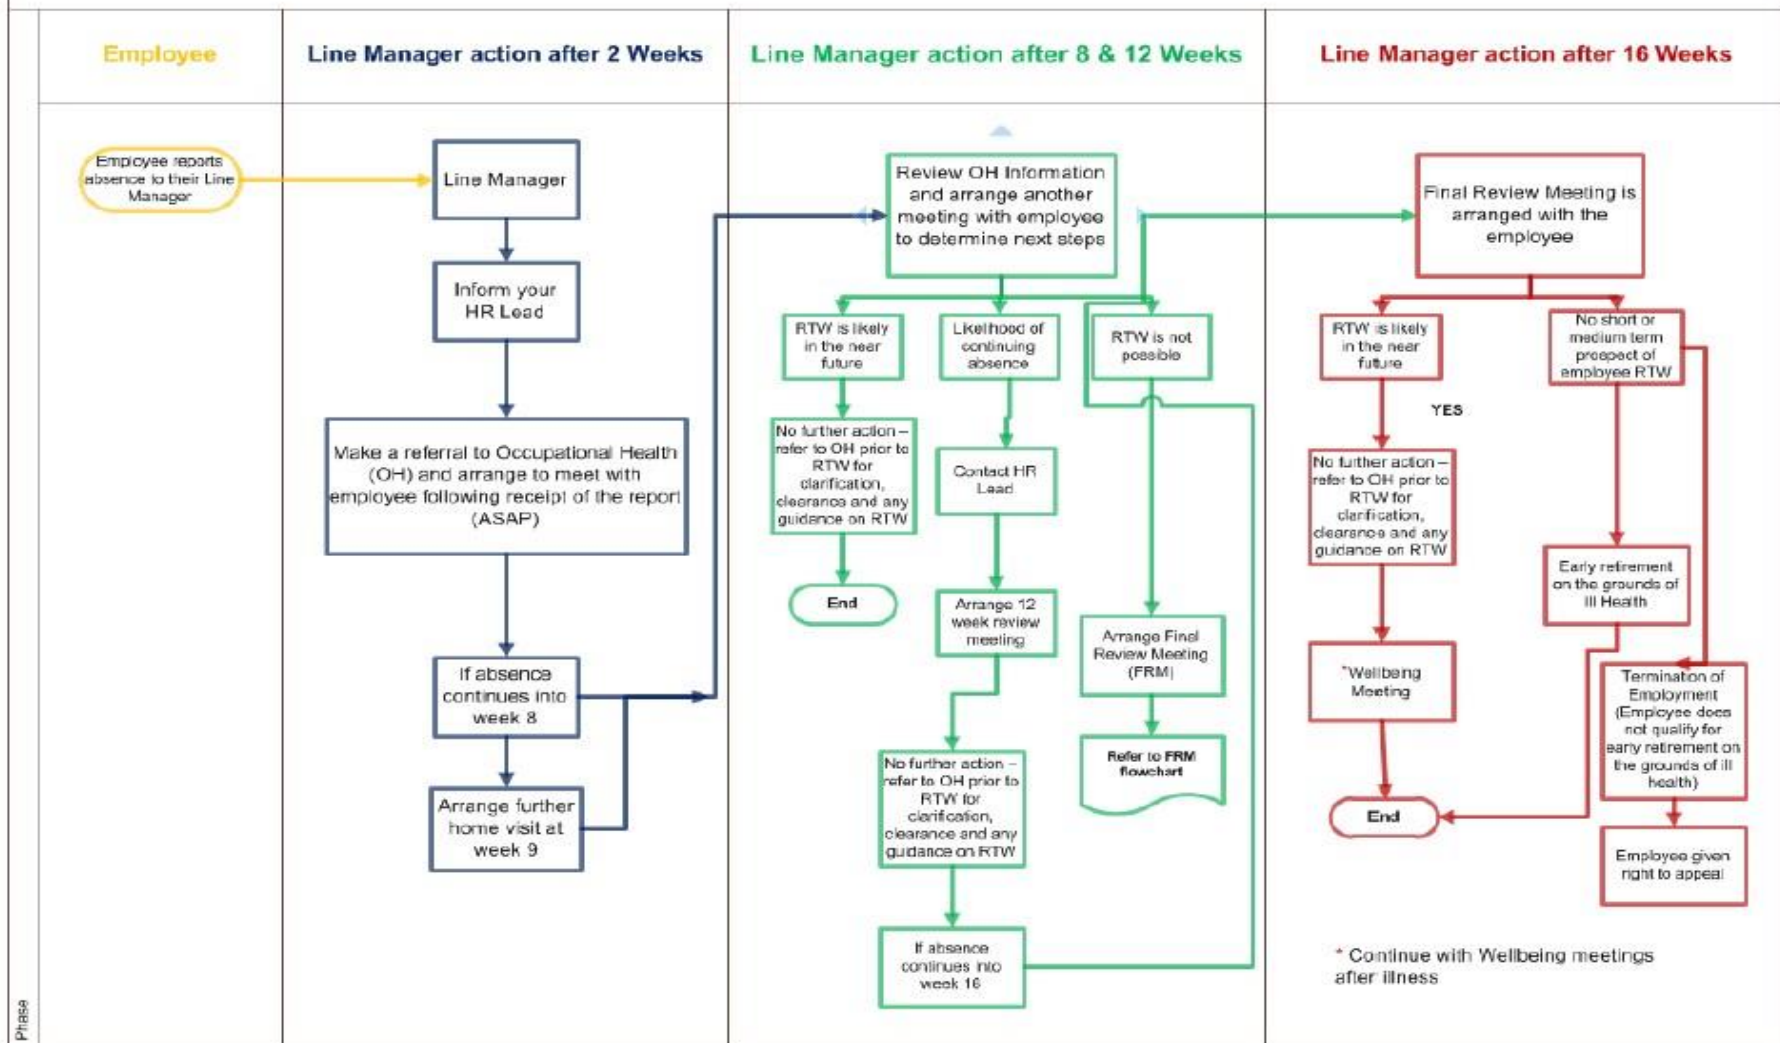 Employee
Line Manager action after 2 Weeks
Line Manager action after 8 & 12 Weeks
Line Manager action after 16 Weeks
Employee reports
absence to their Line
Manager
Line Manager
Inform your
HR Lead
Make a referral to Occupational Health
(OH) and arrange to meet with
employee following receipt of the report
(ASAP)
If absence
continues into
week 8
Arrange further
home visit at
week 9
Review OH Information
and arrange another
meeting with employee
to determine next steps
RTW is likely
in the near
future
No further action –
refer to OH prior to
RTW for
clarification,
clearance and any
guidance on RTW
End
Likelihood of
continuing
absence
Contact HR
Lead
Arrange 12
week review
meeting
No further action –
refer to OH prior to
RTW for
clarification,
clearance and any
guidance on RTW
If absence
continues into
week 16
RTW is not
possible
Arrange Final
Review Meeting
(FRM)
Refer to FRM
flowchart
Final Review Meeting is
arranged with the
employee
RTW is likely
in the near
future
YES
No further action –
refer to OH prior to
RTW for
clarification,
clearance and any
guidance on RTW
*Wellbeing
Meeting
End
No short or
medium term
prospect of
employee RTW
Early retirement
on the grounds of
Ill Health
Termination of
Employment
(Employee does
not qualify for
early retirement on
the grounds of ill
health)
Employee given
right to appeal
* Continue with Wellbeing meetings
after illness
Phase